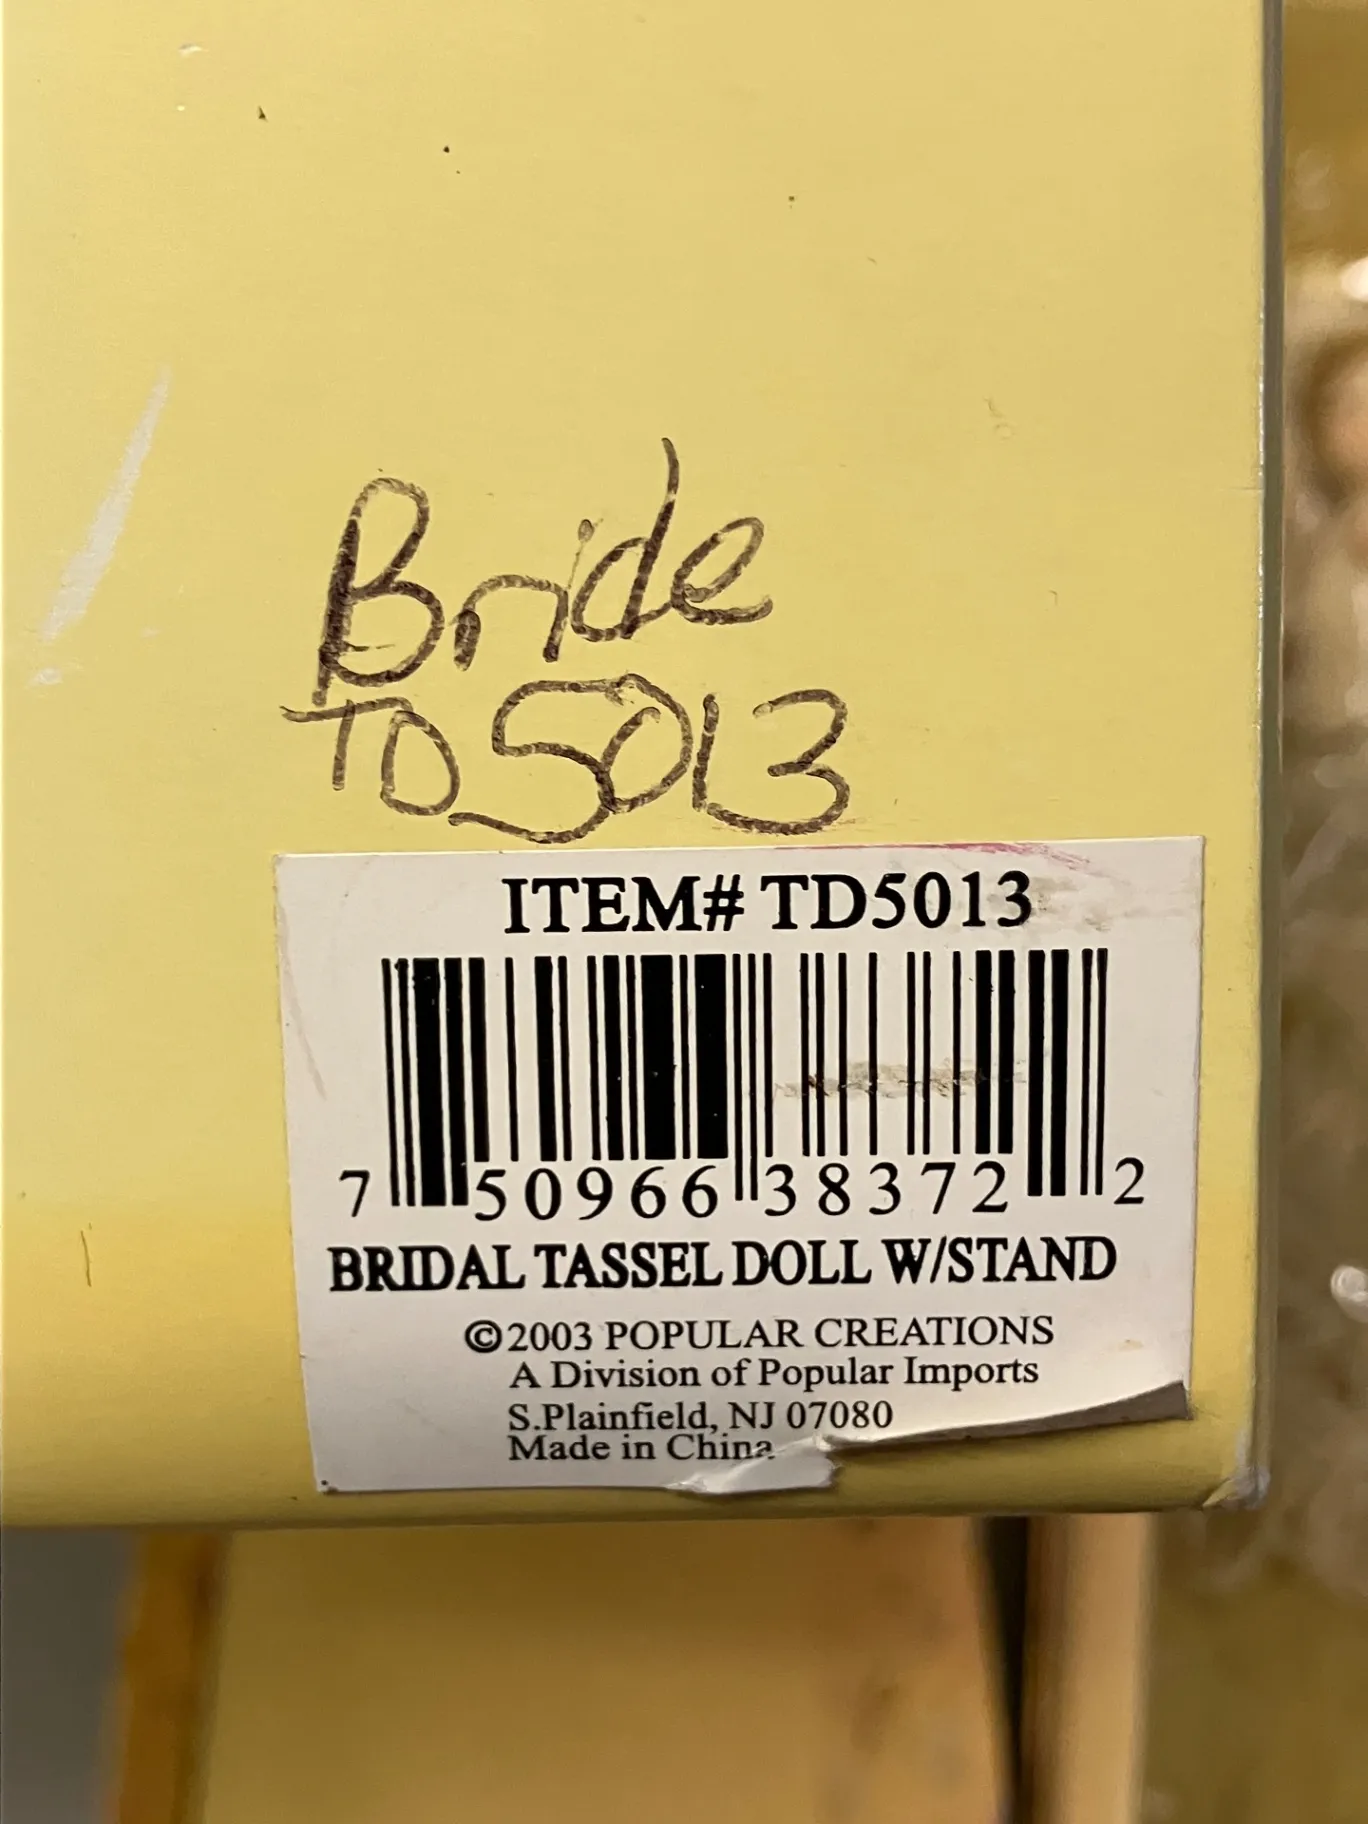 Bride
TD5013
ITEM# TD5013
7 50966 38372 2
BRIDAL TASSEL DOLL W/STAND
©2003 POPULAR CREATIONS
A Division of Popular Imports
S.Plainfield, NJ 07080
Made in China